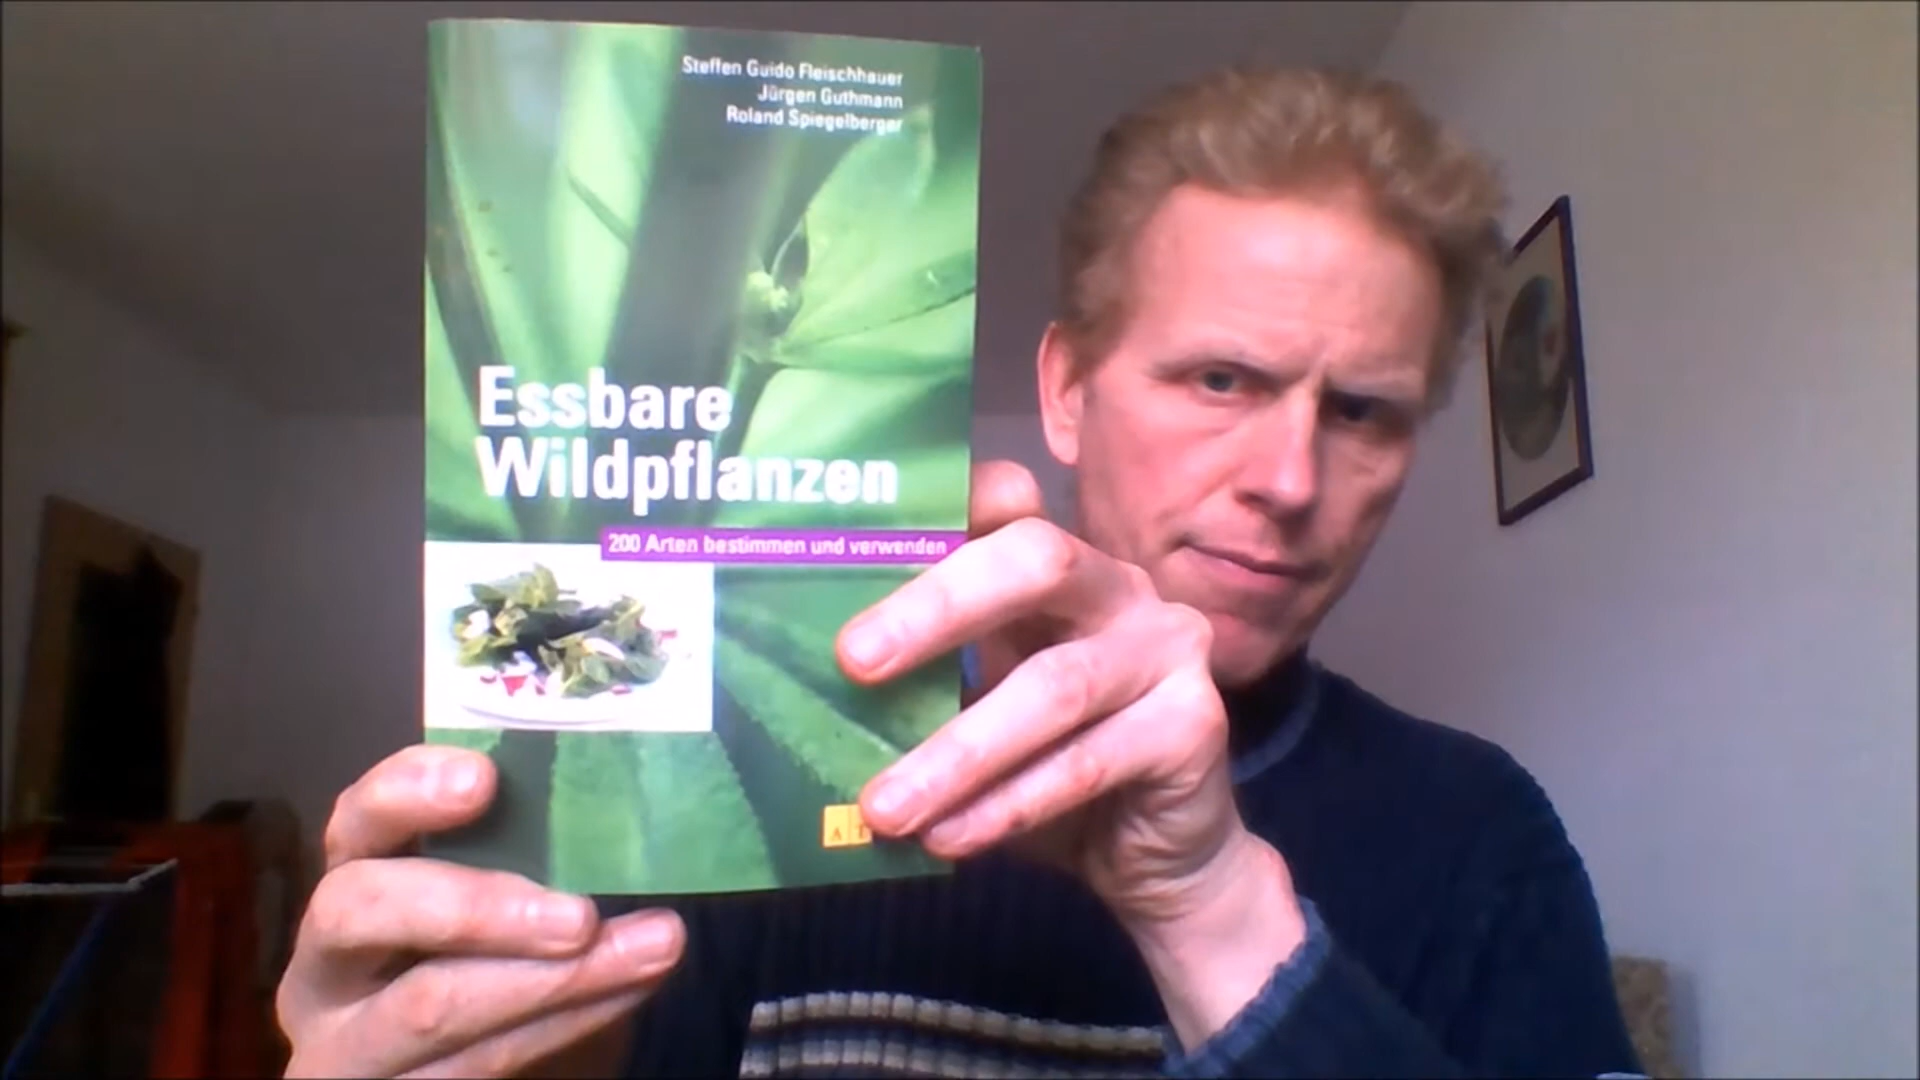 Steffen Guido Fleischhauer
Jürgen Guthmann
Roland Spiegelberger
Essbare
Wildpflanzen
200 Arten bestimmen und verwenden
A T